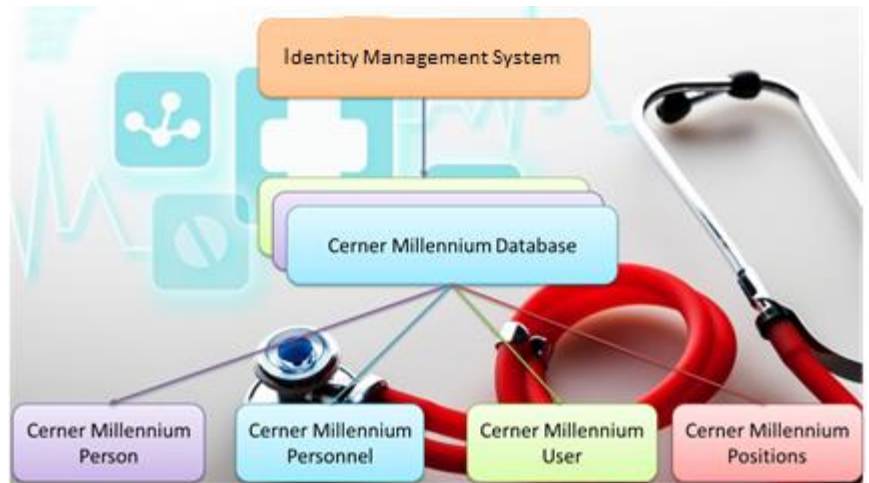 Identity Management System
Cerner Millennium Database
Cerner Millennium
Person
Cerner Millennium
Personnel
Cerner Millennium
User
Cerner Millennium
Positions